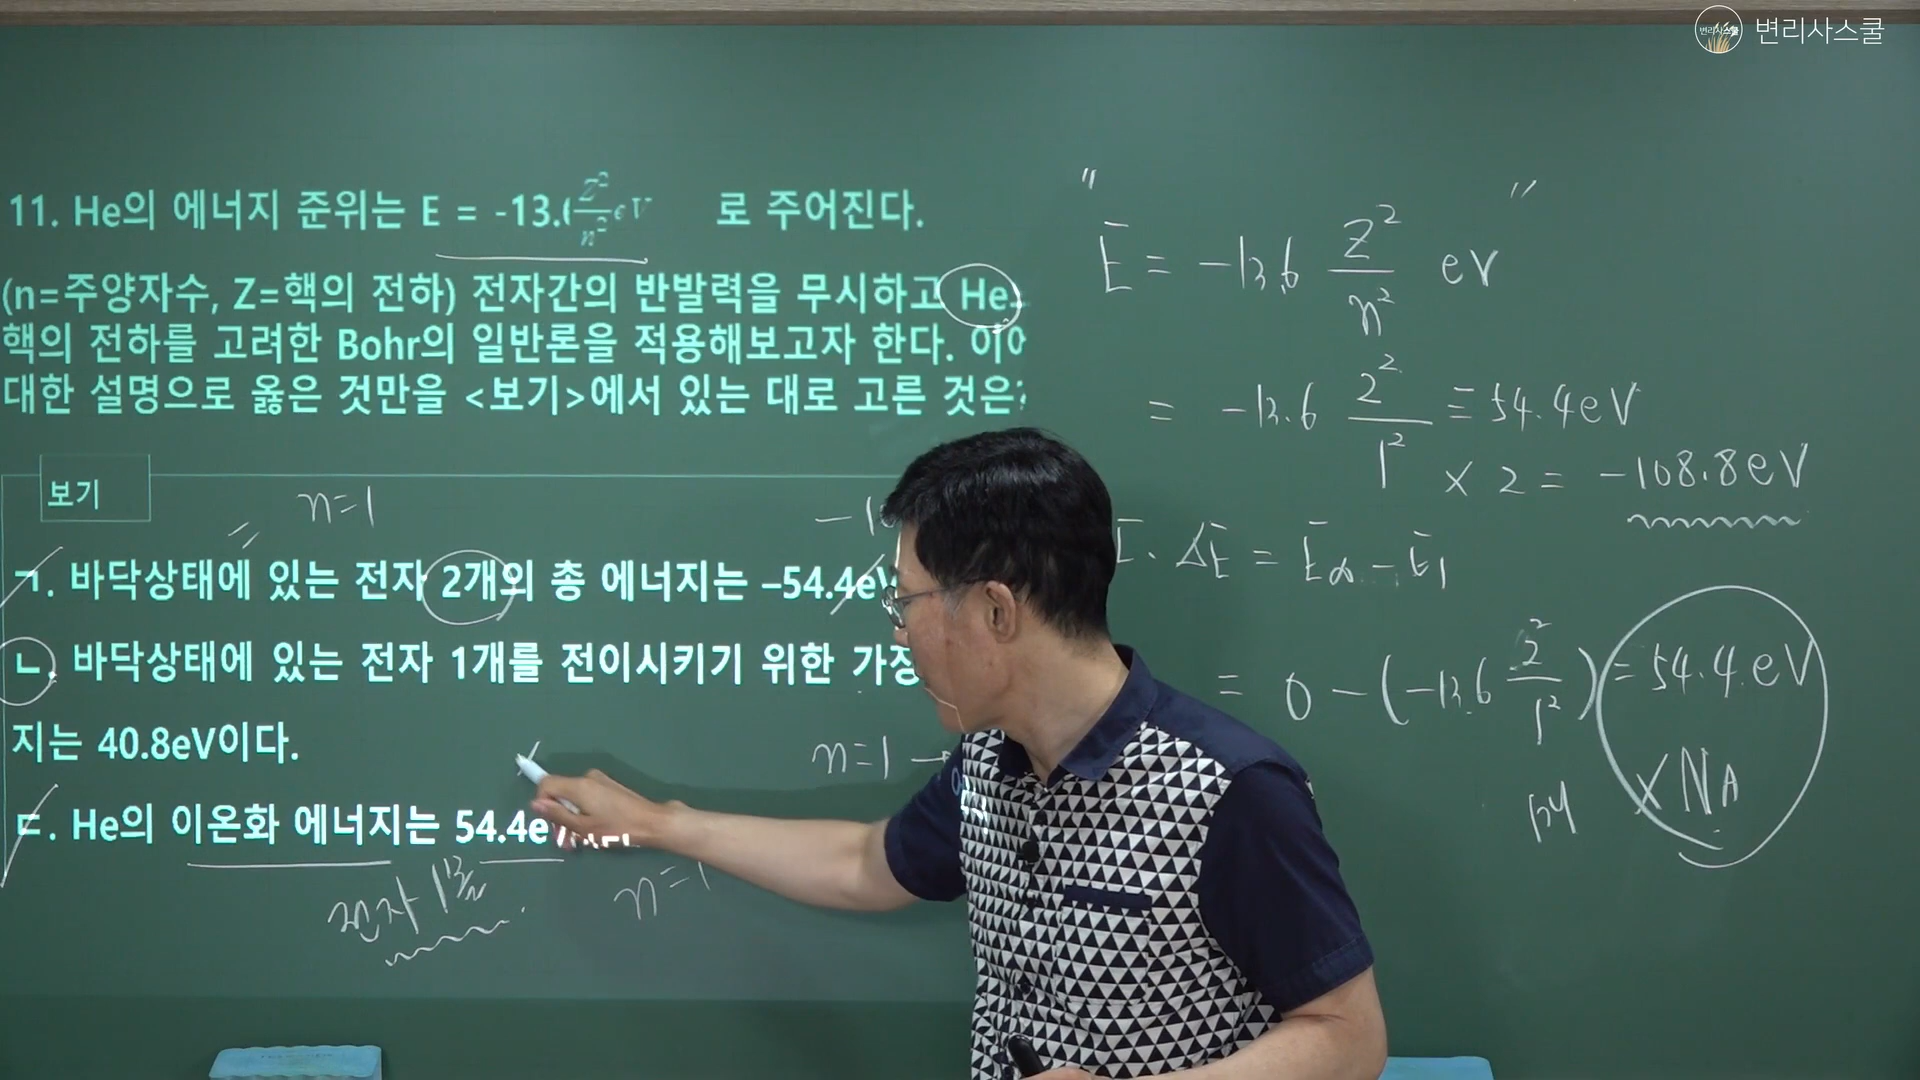 변리사스쿨
11. He의 에너지 준위는 E = -13.6 Z²/n² eV 로 주어진다.
(n=주양자수, Z=핵의 전하) 전자간의 반발력을 무시하고 He
핵의 전하를 고려한 Bohr의 일반론을 적용해보고자 한다.
대한 설명으로 옳은 것만을 <보기>에서 있는 대로 고른 것은
보기
n=1
ㄱ. 바닥상태에 있는 전자 2개의 총 에너지는 –54.4eV
ㄴ. 바닥상태에 있는 전자 1개를 전이시키기 위한 가장
지는 40.8eV이다.
n=1 →
ㄷ. He의 이온화 에너지는 54.4eV
전자 1
n=1
" E = -13.6 Z²/n² eV "
= -13.6 2²/1² = 54.4eV
× 2 = -108.8eV
ΔE = E∞ - E1
= 0 - (-13.6 2²/1²) = 54.4eV
× NA